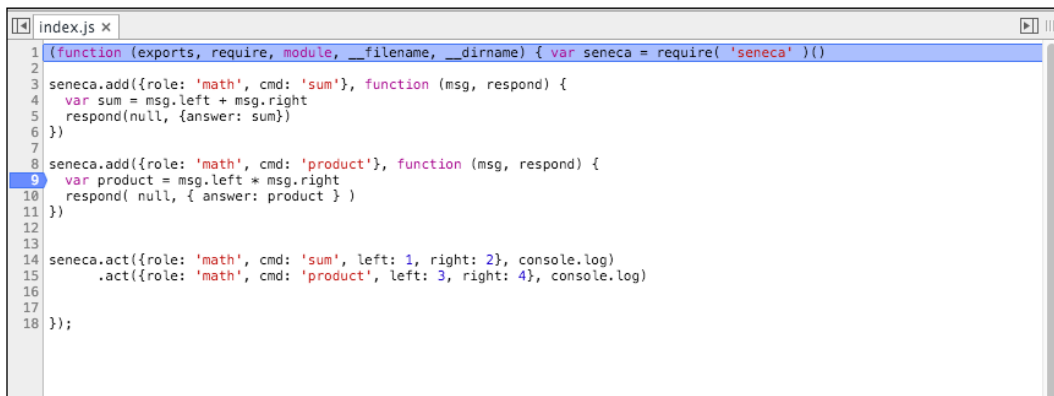 index.js ×
1 (function (exports, require, module, __filename, __dirname) { var seneca = require( 'seneca' )()
2
3 seneca.add({role: 'math', cmd: 'sum'}, function (msg, respond) {
4   var sum = msg.left + msg.right
5   respond(null, {answer: sum})
6 })
7
8 seneca.add({role: 'math', cmd: 'product'}, function (msg, respond) {
9   var product = msg.left * msg.right
10   respond( null, { answer: product } )
11 })
12
13
14 seneca.act({role: 'math', cmd: 'sum', left: 1, right: 2}, console.log)
15       .act({role: 'math', cmd: 'product', left: 3, right: 4}, console.log)
16
17
18 });